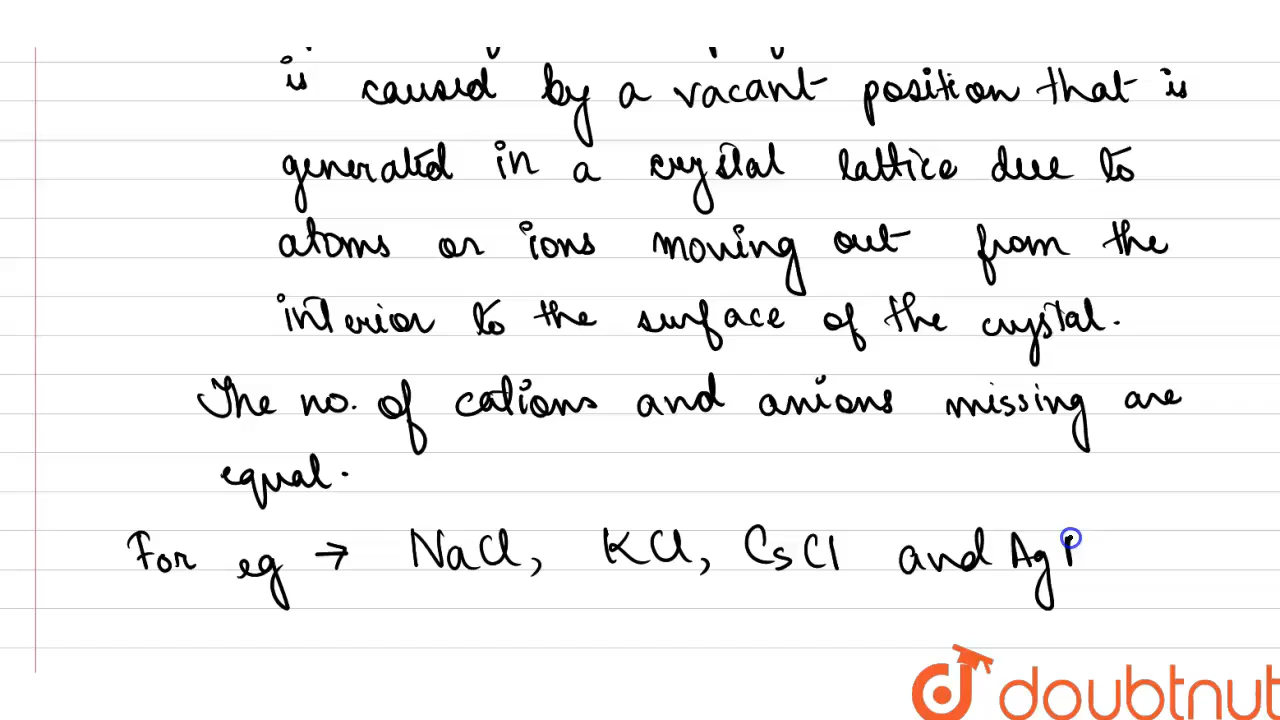 is caused by a vacant position that is
generated in a crystal lattice due to
atoms or ions moving out from the
interior to the surface of the crystal.
The no. of cations and anions missing are
equal.
For eg → NaCl, KCl, CsCl and Ag
doubtnut